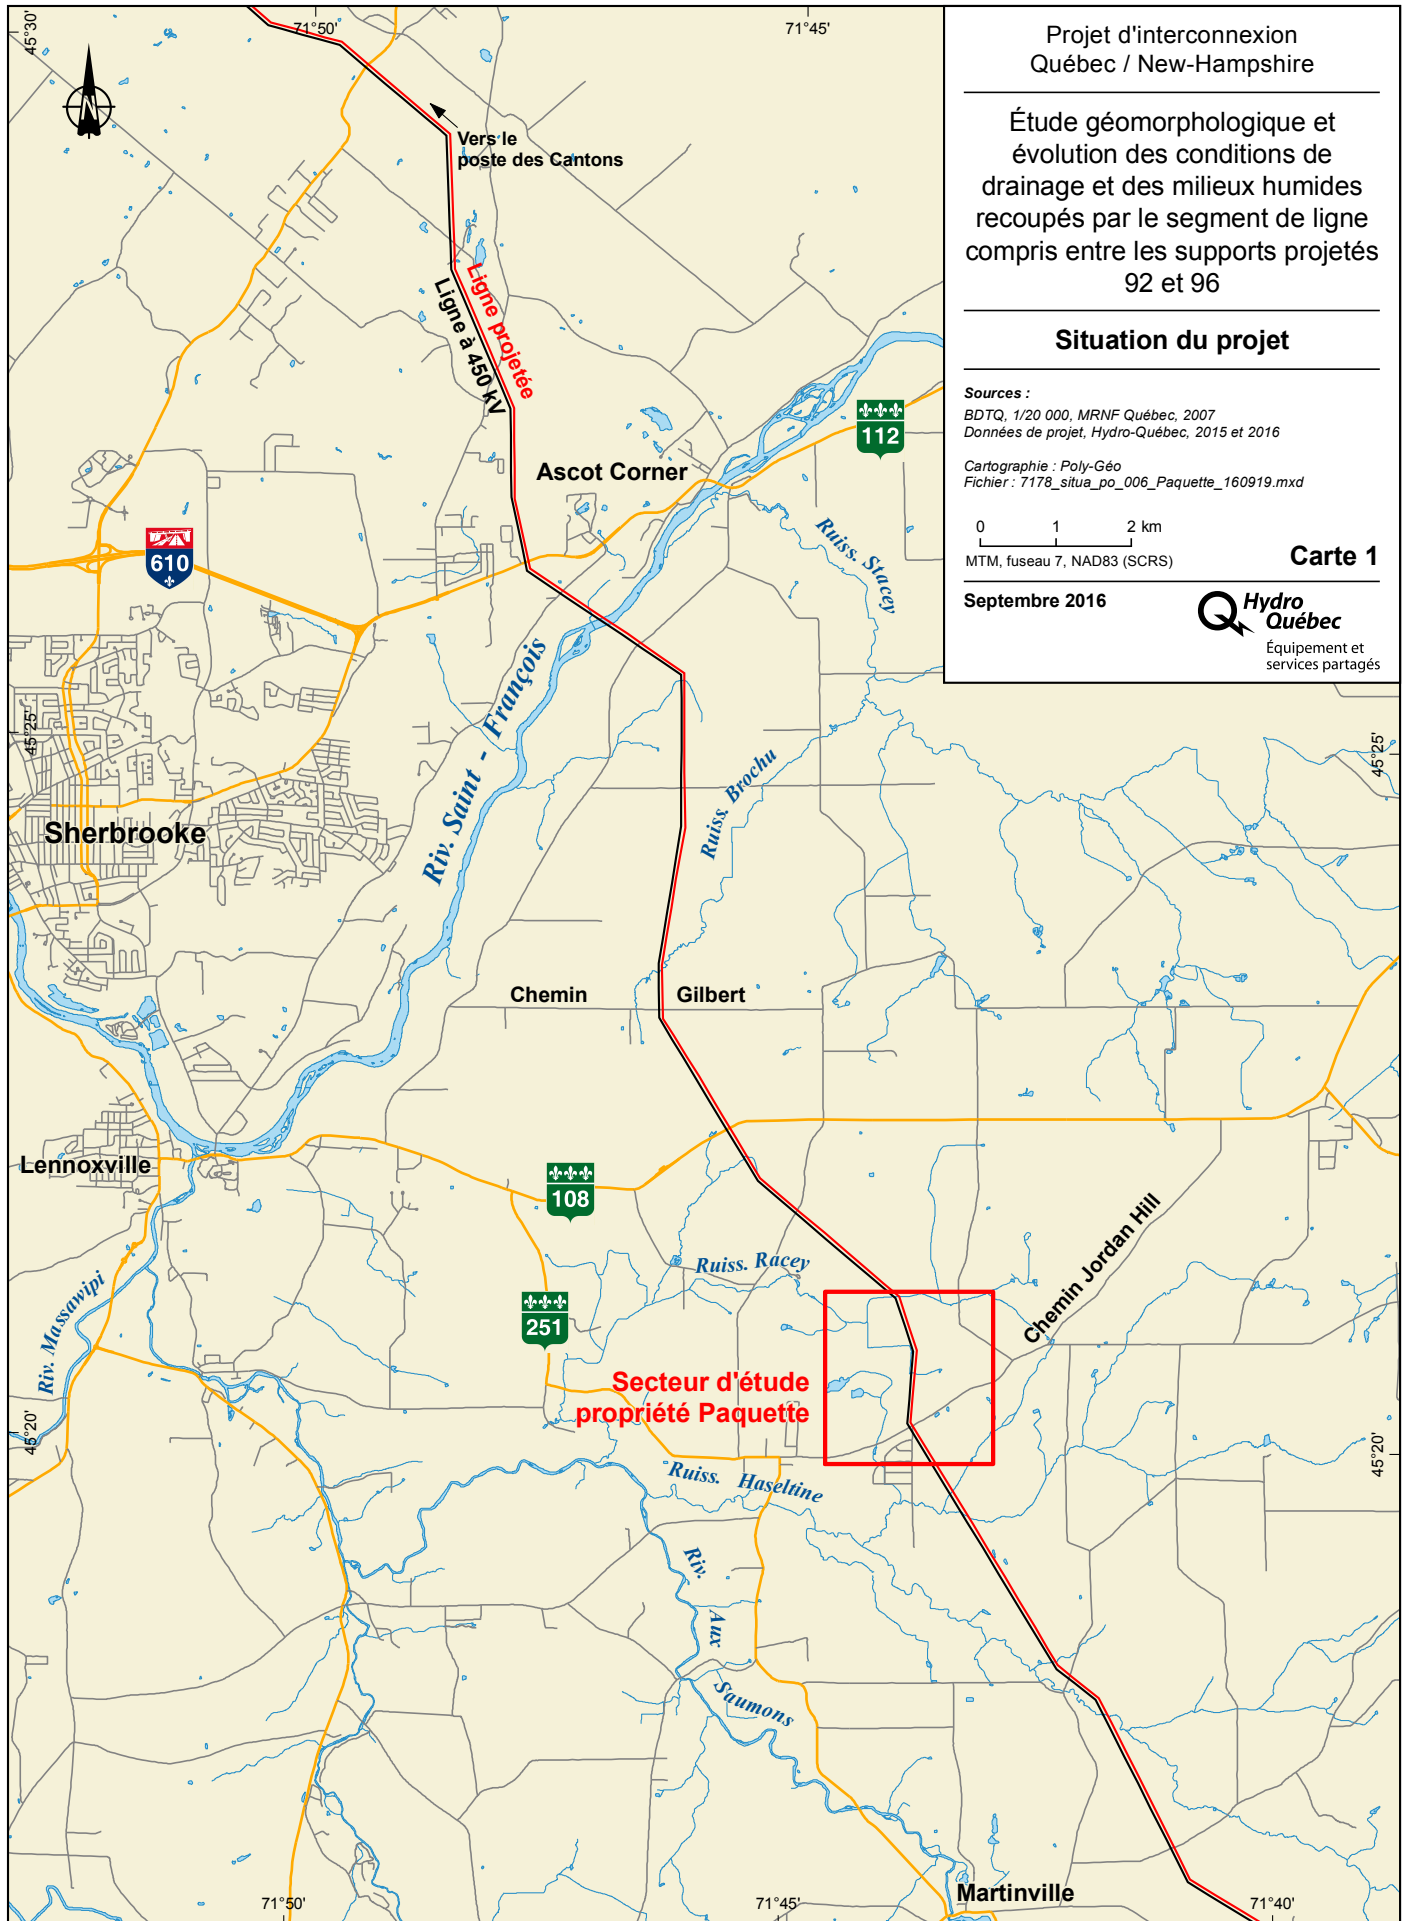 Projet d'interconnexion
Québec / New-Hampshire
Étude géomorphologique et
évolution des conditions de
drainage et des milieux humides
recoupés par le segment de ligne
compris entre les supports projetés
92 et 96
Situation du projet
Sources :
BDTQ, 1/20 000, MRNF Québec, 2007
Données de projet, Hydro-Québec, 2015 et 2016
Cartographie : Poly-Géo
Fichier : 7178_situa_po_006_Paquette_160919.mxd
0 1 2 km
MTM, fuseau 7, NAD83 (SCRS)
Carte 1
Septembre 2016
Hydro
Québec
Équipement et
services partagés
45°30'
71°50'
71°45'
N
Vers le
poste des Cantons
Ligne projetée
Ligne à 450 kV
112
Ascot Corner
610
Ruiss. Stacey
Riv. Saint - François
45°25'
45°25'
Ruiss. Brochu
Sherbrooke
Chemin Gilbert
Lennoxville
108
Ruiss. Racey
Chemin Jordan Hill
Riv. Massawipi
251
Secteur d'étude
propriété Paquette
45°20'
45°20'
Ruiss. Haseltine
Riv. Aux Saumons
Martinville
71°50'
71°45'
71°40'